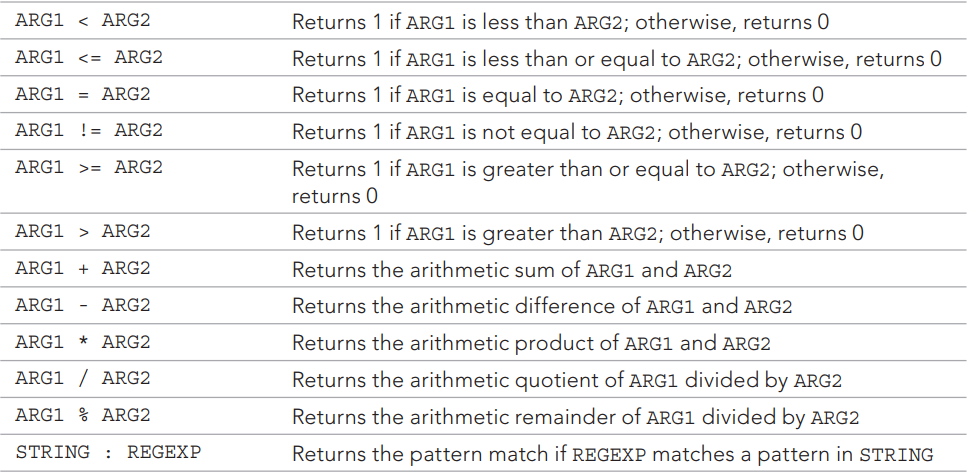 ARG1 < ARG2 Returns 1 if ARG1 is less than ARG2; otherwise, returns 0
ARG1 <= ARG2 Returns 1 if ARG1 is less than or equal to ARG2; otherwise, returns 0
ARG1 = ARG2 Returns 1 if ARG1 is equal to ARG2; otherwise, returns 0
ARG1 != ARG2 Returns 1 if ARG1 is not equal to ARG2; otherwise, returns 0
ARG1 >= ARG2 Returns 1 if ARG1 is greater than or equal to ARG2; otherwise,
returns 0
ARG1 > ARG2 Returns 1 if ARG1 is greater than ARG2; otherwise, returns 0
ARG1 + ARG2 Returns the arithmetic sum of ARG1 and ARG2
ARG1 - ARG2 Returns the arithmetic difference of ARG1 and ARG2
ARG1 * ARG2 Returns the arithmetic product of ARG1 and ARG2
ARG1 / ARG2 Returns the arithmetic quotient of ARG1 divided by ARG2
ARG1 % ARG2 Returns the arithmetic remainder of ARG1 divided by ARG2
STRING : REGEXP Returns the pattern match if REGEXP matches a pattern in STRING